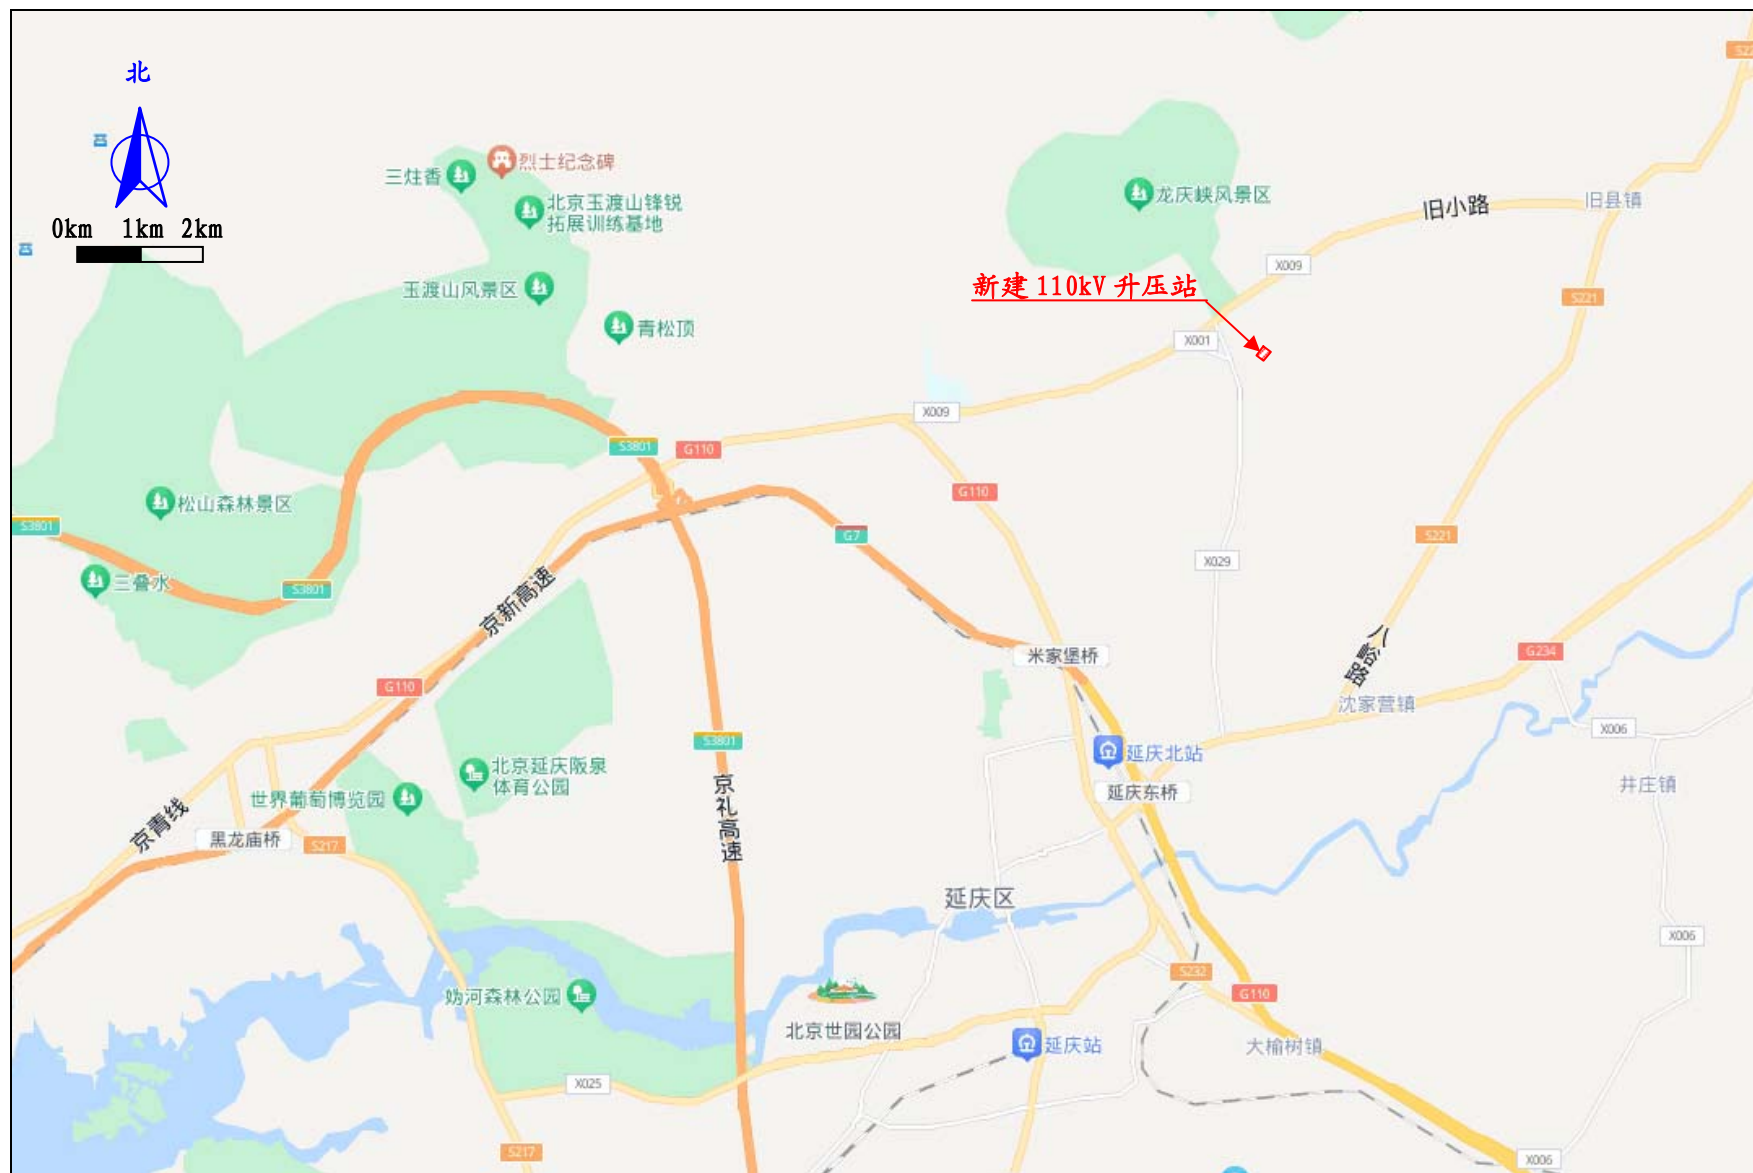 北
0km 1km 2km
S22
三炷香
烈士纪念碑
北京玉渡山锋锐
拓展训练基地
龙庆峡风景区
旧小路
旧县镇
玉渡山风景区
X009
新建 110kV 升压站
S221
青松顶
X001
X009
S3801
G110
松山森林景区
G110
S3801
G7
S221
X029
三叠水
S3801
京新高速
米家堡桥
G234
G110
沈家营镇
X006
S3801
延庆北站
北京延庆阪泉
体育公园
井庄镇
世界葡萄博览园
延庆东桥
京礼高速
京青线
黑龙庙桥
S217
延庆区
X006
S232
妫河森林公园
G110
北京世园公园
延庆站
大榆树镇
X025
S217
X006